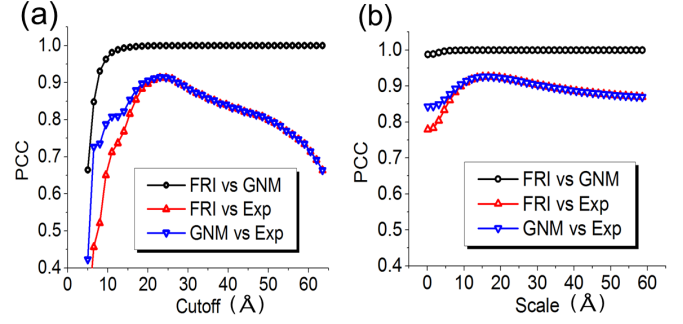 (a)
PCC
1.0
0.9
0.8
0.7
0.6
0.5
0.4
FRI vs GNM
FRI vs Exp
GNM vs Exp
0 10 20 30 40 50 60
Cutoff (Å)
(b)
PCC
1.0
0.9
0.8
0.7
0.6
0.5
0.4
FRI vs GNM
FRI vs Exp
GNM vs Exp
0 10 20 30 40 50 60
Scale (Å)